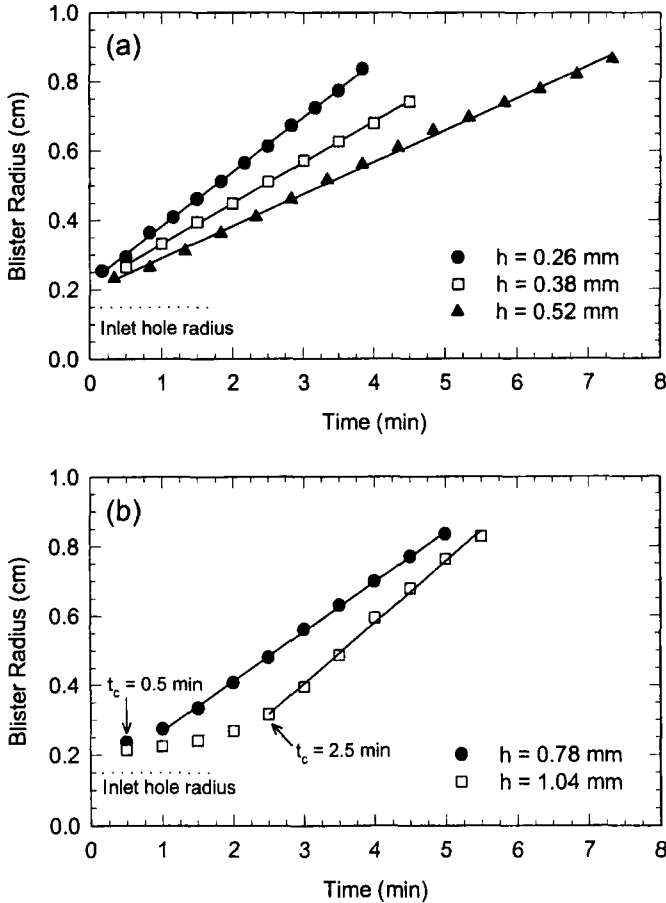 (a)
1.0
0.8
0.6
0.4
0.2
0.0
Blister Radius (cm)
h = 0.26 mm
h = 0.38 mm
h = 0.52 mm
Inlet hole radius
0 1 2 3 4 5 6 7 8
Time (min)
(b)
1.0
0.8
0.6
0.4
0.2
0.0
Blister Radius (cm)
t_c = 0.5 min
t_c = 2.5 min
h = 0.78 mm
h = 1.04 mm
Inlet hole radius
0 1 2 3 4 5 6 7 8
Time (min)